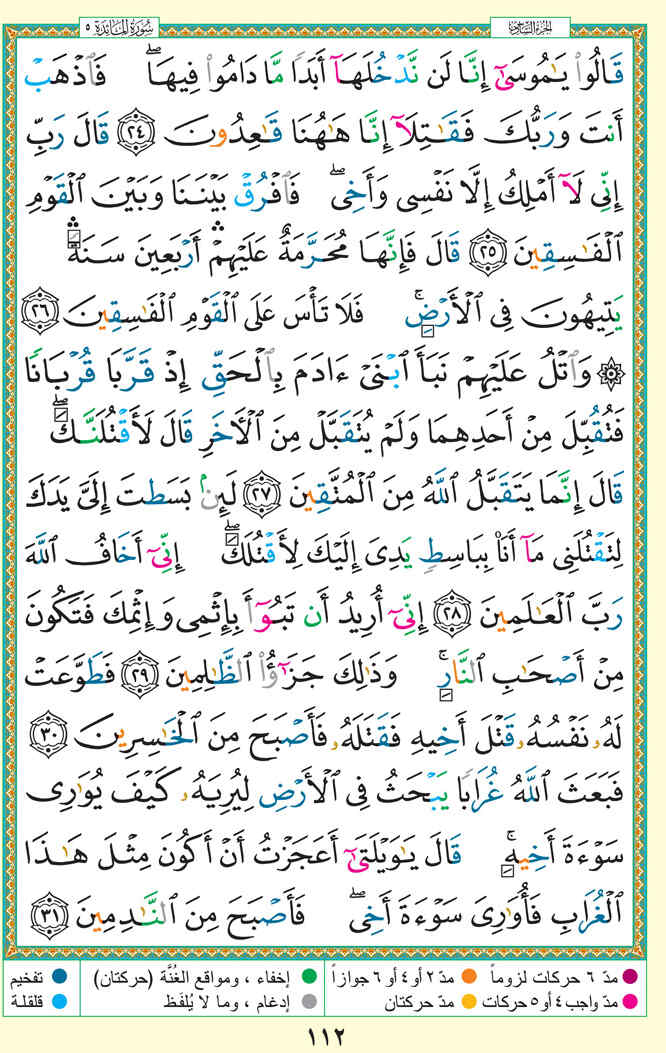 سُورَةُ المَائـِدَة ٥
الجزء السادس
قَالُوا۟ يَـٰمُوسَىٰٓ إِنَّا لَن نَّدْخُلَهَآ أَبَدًا مَّا دَامُوا۟ فِيهَا ۖ فَٱذْهَبْ
أَنتَ وَرَبُّكَ فَقَـٰتِلَآ إِنَّا هَـٰهُنَا قَـٰعِدُونَ ٢٤ قَالَ رَبِّ
إِنِّى لَآ أَمْلِكُ إِلَّا نَفْسِى وَأَخِى ۖ فَٱفْرُقْ بَيْنَنَا وَبَيْنَ ٱلْقَوْمِ
ٱلْفَـٰسِقِينَ ٢٥ قَالَ فَإِنَّهَا مُحَرَّمَةٌ عَلَيْهِمْ ۛ أَرْبَعِينَ سَنَةً ۛ
يَتِيهُونَ فِى ٱلْأَرْضِ ۚ فَلَا تَأْسَ عَلَى ٱلْقَوْمِ ٱلْفَـٰسِقِينَ ٢٦
۞ وَٱتْلُ عَلَيْهِمْ نَبَأَ ٱبْنَىْ ءَادَمَ بِٱلْحَقِّ إِذْ قَرَّبَا قُرْبَانًا
فَتُقُبِّلَ مِنْ أَحَدِهِمَا وَلَمْ يُتَقَبَّلْ مِنَ ٱلْـَٔاخَرِ قَالَ لَأَقْتُلَنَّكَ ۖ
قَالَ إِنَّمَا يَتَقَبَّلُ ٱللَّهُ مِنَ ٱلْمُتَّقِينَ ٢٧ لَئِنۢ بَسَطتَ إِلَىَّ يَدَكَ
لِتَقْتُلَنِى مَآ أَنَا۠ بِبَاسِطٍ يَدِىَ إِلَيْكَ لِأَقْتُلَكَ ۖ إِنِّىٓ أَخَافُ ٱللَّهَ
رَبَّ ٱلْعَـٰلَمِينَ ٢٨ إِنِّىٓ أُرِيدُ أَن تَبُوٓأَ بِإِثْمِى وَإِثْمِكَ فَتَكُونَ
مِنْ أَصْحَـٰبِ ٱلنَّارِ ۚ وَذَٰلِكَ جَزَٰٓؤُا۟ ٱلظَّـٰلِمِينَ ٢٩ فَطَوَّعَتْ
لَهُۥ نَفْسُهُۥ قَتْلَ أَخِيهِ فَقَتَلَهُۥ فَأَصْبَحَ مِنَ ٱلْخَـٰسِرِينَ ٣٠
فَبَعَثَ ٱللَّهُ غُرَابًا يَبْحَثُ فِى ٱلْأَرْضِ لِيُرِيَهُۥ كَيْفَ يُوَٰرِى
سَوْءَةَ أَخِيهِ ۚ قَالَ يَـٰوَيْلَتَىٰٓ أَعَجَزْتُ أَنْ أَكُونَ مِثْلَ هَـٰذَا
ٱلْغُرَابِ فَأُوَٰرِىَ سَوْءَةَ أَخِى ۖ فَأَصْبَحَ مِنَ ٱلنَّـٰدِمِينَ ٣١
مدّ ٦ حركات لزوماً مدّ ٢ أو ٤ أو ٦ جوازاً إخفاء ، ومواقع الغُنَّة (حركتان) تفخيم
مدّ واجب ٤ أو ٥ حركات مدّ حركتان إدغام ، وما لا يُلفَظ قلقلة
١١٢